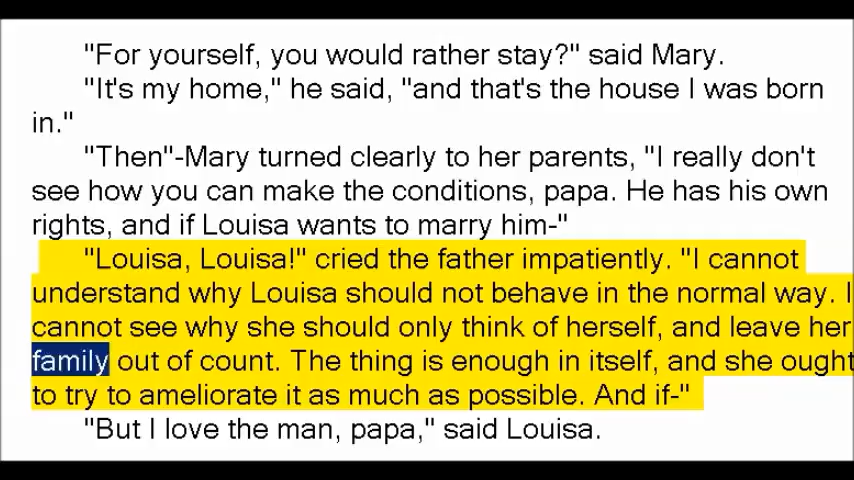 "For yourself, you would rather stay?" said Mary.
"It's my home," he said, "and that's the house I was born
in."
"Then"-Mary turned clearly to her parents, "I really don't
see how you can make the conditions, papa. He has his own
rights, and if Louisa wants to marry him-"
"Louisa, Louisa!" cried the father impatiently. "I cannot
understand why Louisa should not behave in the normal way. I
cannot see why she should only think of herself, and leave her
family out of count. The thing is enough in itself, and she ought
to try to ameliorate it as much as possible. And if-"
"But I love the man, papa," said Louisa.